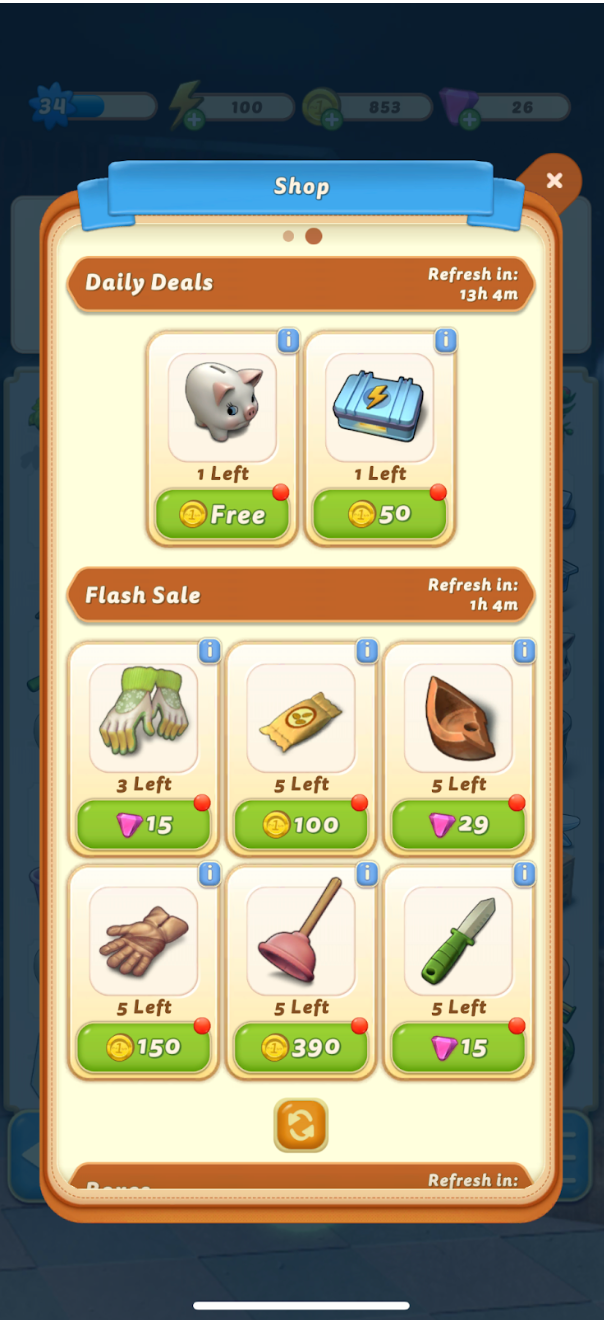 34
100
853
26
Shop
Daily Deals
Refresh in:
13h 4m
1 Left
1 Left
Free
50
Flash Sale
Refresh in:
1h 4m
3 Left
5 Left
5 Left
15
100
29
5 Left
5 Left
5 Left
150
390
15
Refresh in: